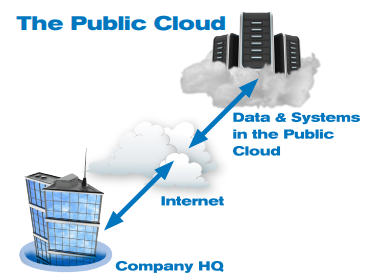 The Public Cloud
Data & Systems
in the Public
Cloud
Internet
Company HQ